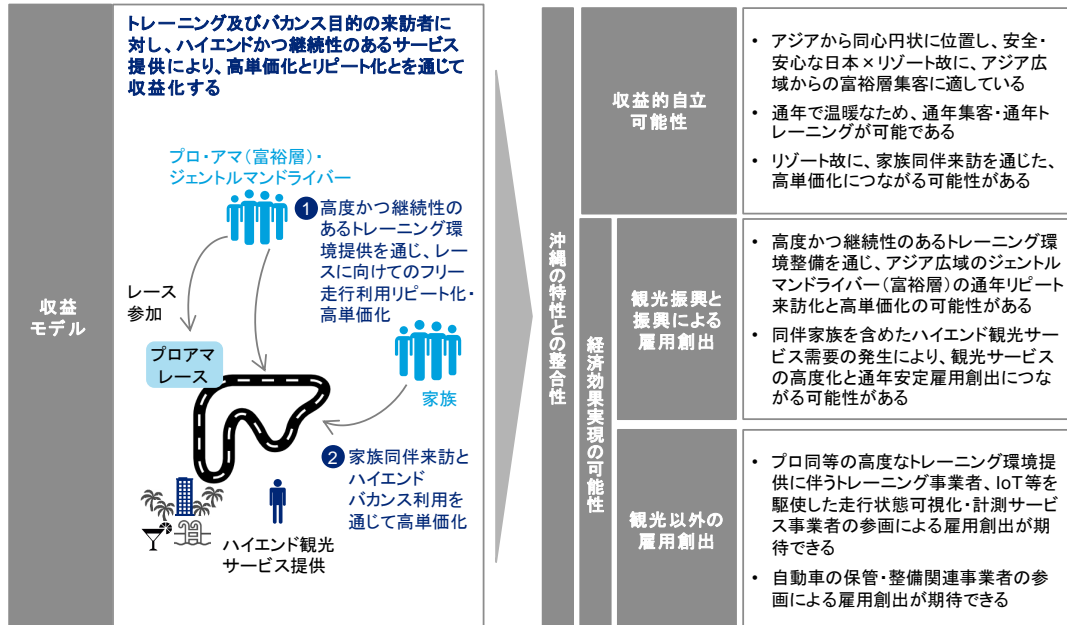 収益
モデル
トレーニング及びバカンス目的の来訪者に
対し、ハイエンドかつ継続性のあるサービス
提供により、高単価化とリピート化とを通じて
収益化する
プロ・アマ(富裕層)・
ジェントルマンドライバー
1 高度かつ継続性の
あるトレーニング環
境提供を通じ、レー
スに向けてのフリー
走行利用リピート化・
高単価化
レース
参加
プロアマ
レース
家族
2 家族同伴来訪と
ハイエンド
バカンス利用を
通じて高単価化
ハイエンド観光
サービス提供
沖縄の特性との整合性
収益的自立
可能性
• アジアから同心円状に位置し、安全・
安心な日本×リゾート故に、アジア広
域からの富裕層集客に適している
• 通年で温暖なため、通年集客・通年ト
レーニングが可能である
• リゾート故に、家族同伴来訪を通じた、
高単価化につながる可能性がある
経済効果実現の可能性
観光振興と
振興による
雇用創出
• 高度かつ継続性のあるトレーニング環
境整備を通じ、アジア広域のジェントル
マンドライバー(富裕層)の通年リピート
来訪化と高単価化の可能性がある
• 同伴家族を含めたハイエンド観光サー
ビス需要の発生により、観光サービス
の高度化と通年安定雇用創出につな
がる可能性がある
観光以外の
雇用創出
• プロ同等の高度なトレーニング環境提
供に伴うトレーニング事業者、IoT等を
駆使した走行状態可視化・計測サービ
ス事業者の参画による雇用創出が期
待できる
• 自動車の保管・整備関連事業者の参
画による雇用創出が期待できる